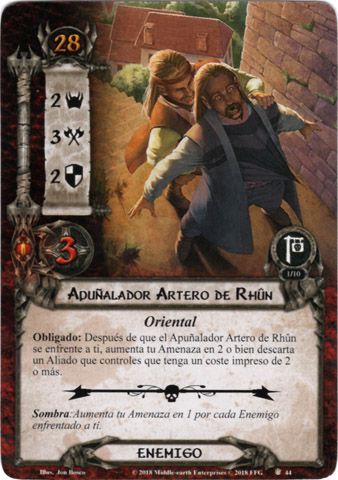 28
2
3
2
3
1/10
Apuñalador Artero de Rhûn
Oriental
Obligado: Después de que el Apuñalador Artero de Rhûn
se enfrente a ti, aumenta tu Amenaza en 2 o bien descarta
un Aliado que controles que tenga un coste impreso de 2
o más.
Sombra: Aumenta tu Amenaza en 1 por cada Enemigo
enfrentado a ti.
ENEMIGO
Ilus. Jon Bosco © 2018 Middle-earth Enterprises © 2018 FFG 44